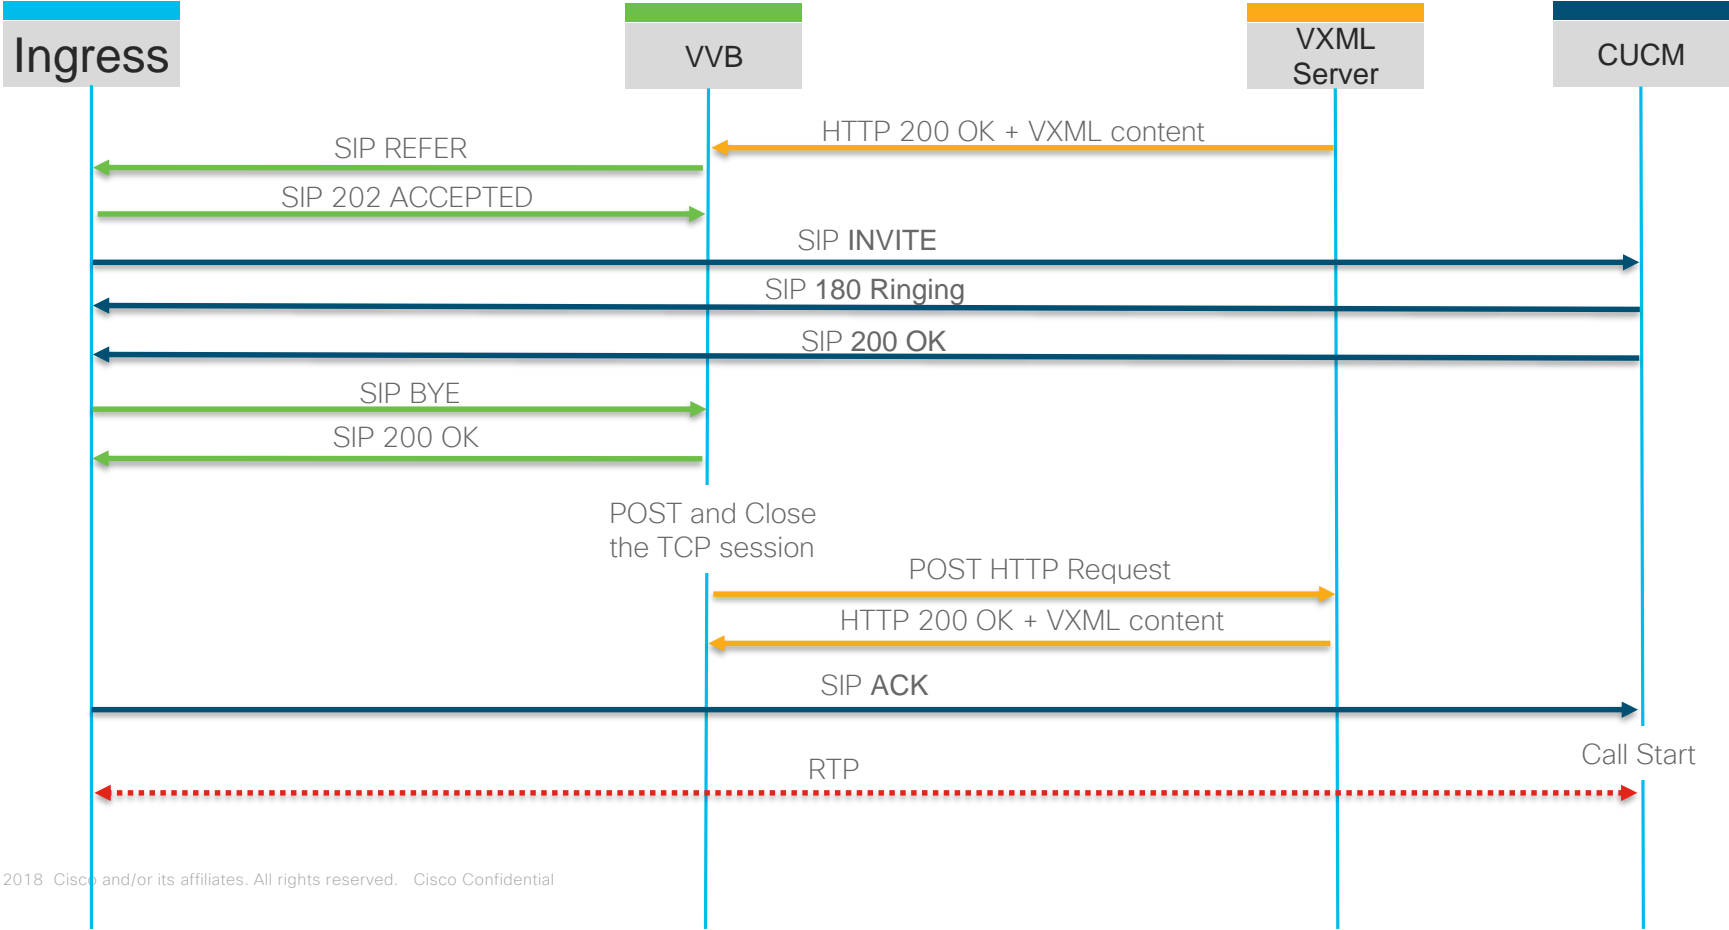 Ingress
VVB
VXML
Server
CUCM
HTTP 200 OK + VXML content
SIP REFER
SIP 202 ACCEPTED
SIP INVITE
SIP 180 Ringing
SIP 200 OK
SIP BYE
SIP 200 OK
POST and Close
the TCP session
POST HTTP Request
HTTP 200 OK + VXML content
SIP ACK
Call Start
RTP
2018 Cisco and/or its affiliates. All rights reserved. Cisco Confidential